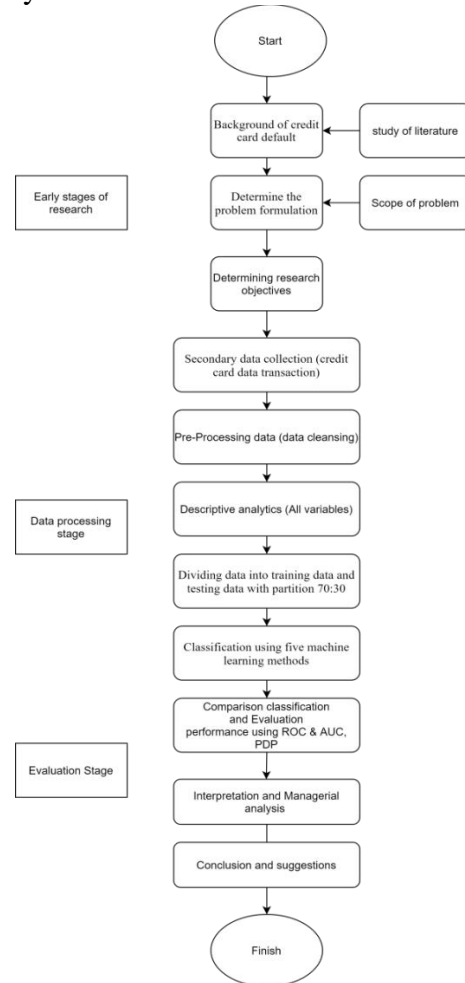 y
Start
Background of credit
card default
study of literature
Early stages of
research
Determine the
problem formulation
Scope of problem
Determining research
objectives
Secondary data collection (credit
card data transaction)
Pre-Processing data (data cleansing)
Data processing
stage
Descriptive analytics (All variables)
Dividing data into training data and
testing data with partition 70:30
Classification using five machine
learning methods
Comparison classification
and Evaluation
performance using ROC & AUC,
PDP
Evaluation Stage
Interpretation and Managerial
analysis
Conclusion and suggestions
Finish